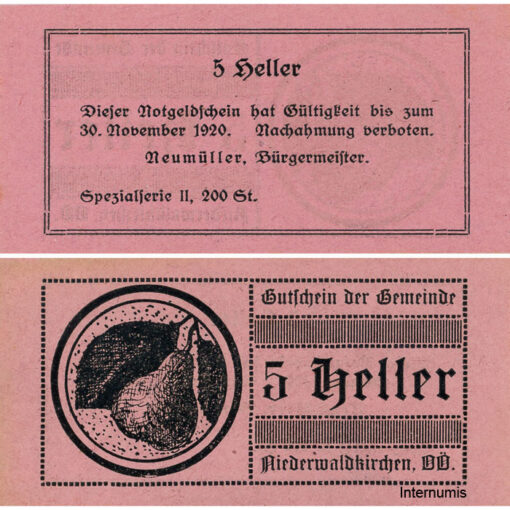 5 Heller
Dieser Notgeldschein hat Gültigkeit bis zum
30. November 1920. Nachahmung verboten.
Neumüller, Bürgermeister.
Spezialserie II, 200 St.
Gutschein der Gemeinde
5 Heller
Niederwaldkirchen, OÖ.
Internumis